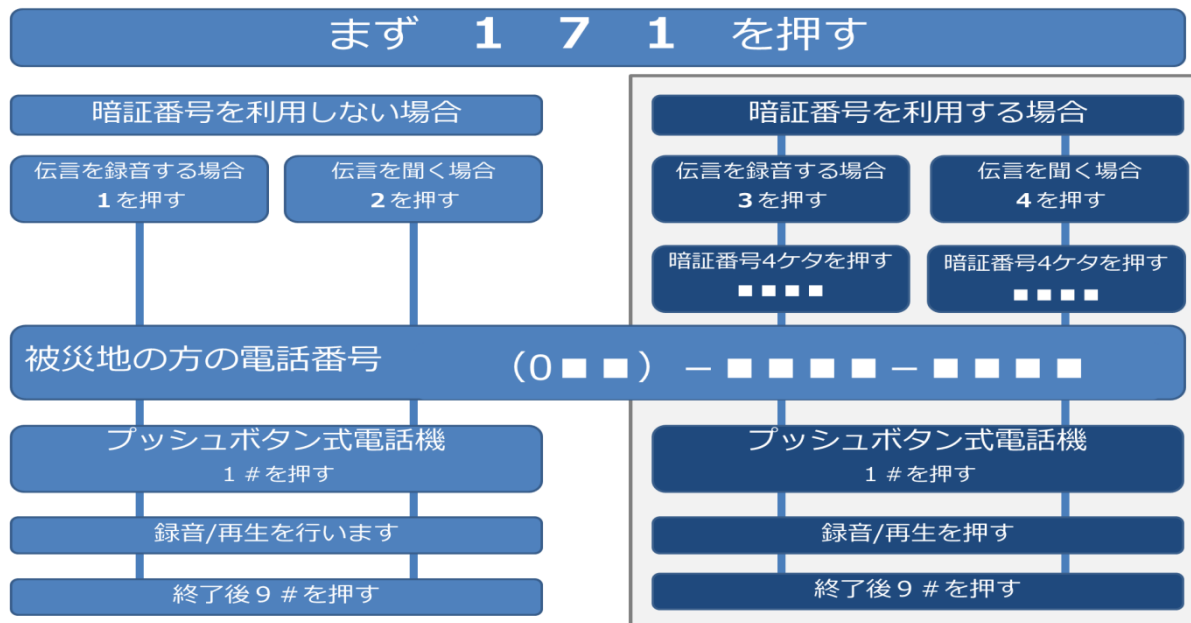 まず　１　７　１　を押す
暗証番号を利用しない場合
伝言を録音する場合
1を押す
伝言を聞く場合
2を押す
暗証番号を利用する場合
伝言を録音する場合
3を押す
伝言を聞く場合
4を押す
暗証番号4ケタを押す
■■■■
暗証番号4ケタを押す
■■■■
被災地の方の電話番号　（0■■）－■■■■－■■■■
プッシュボタン式電話機
１＃を押す
録音/再生を行います
終了後９＃を押す
プッシュボタン式電話機
１＃を押す
録音/再生を押す
終了後９＃を押す